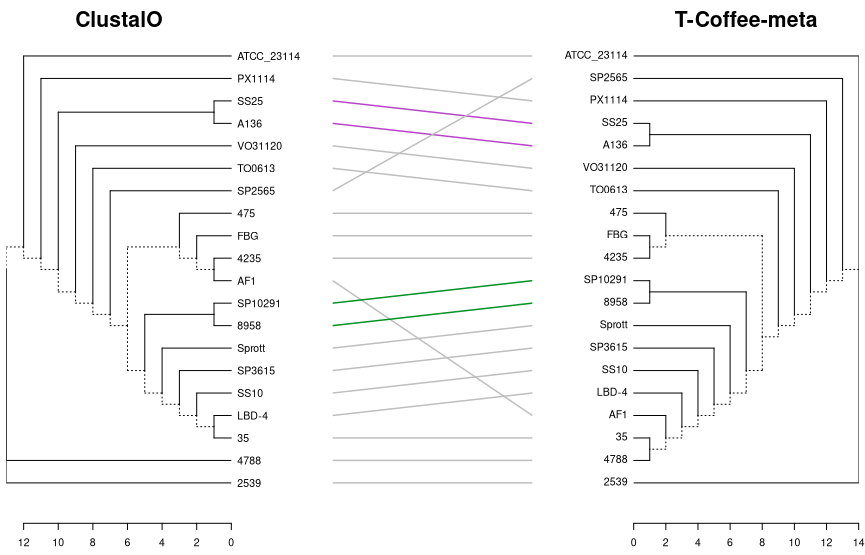 ClustalO
T-Coffee-meta
ATCC_23114
PX1114
SS25
A136
VO31120
TO0613
SP2565
475
FBG
4235
AF1
SP10291
8958
Sprott
SP3615
SS10
LBD-4
35
4788
2539
12 10 8 6 4 2 0
ATCC_23114
SP2565
PX1114
SS25
A136
VO31120
TO0613
475
FBG
4235
SP10291
8958
Sprott
SP3615
SS10
LBD-4
AF1
35
4788
2539
0 2 4 6 8 10 12 14